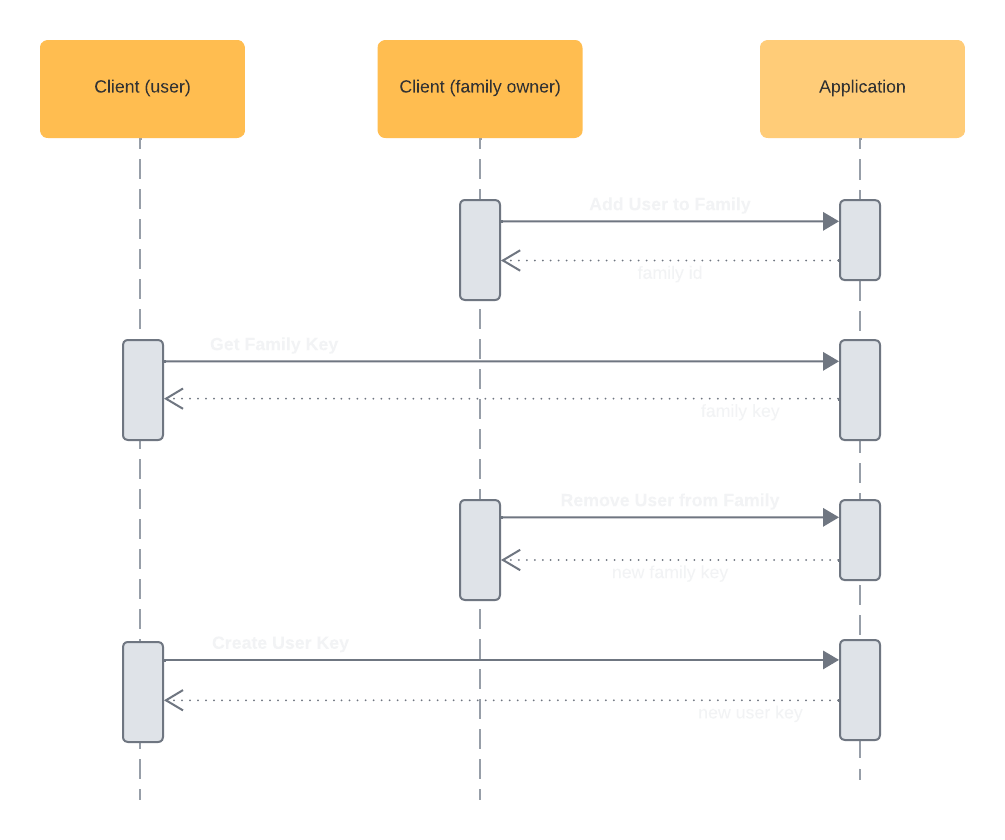 Client (user)
Client (family owner)
Application
Add User to Family
family id
Get Family Key
family key
Remove User from Family
new family key
Create User Key
new user key